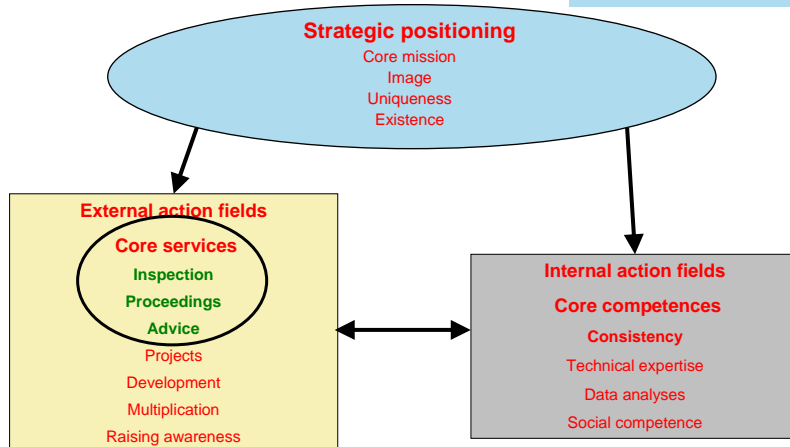 Strategic positioning
Core mission
Image
Uniqueness
Existence
External action fields
Core services
Inspection
Proceedings
Advice
Projects
Development
Multiplication
Raising awareness
Internal action fields
Core competences
Consistency
Technical expertise
Data analyses
Social competence